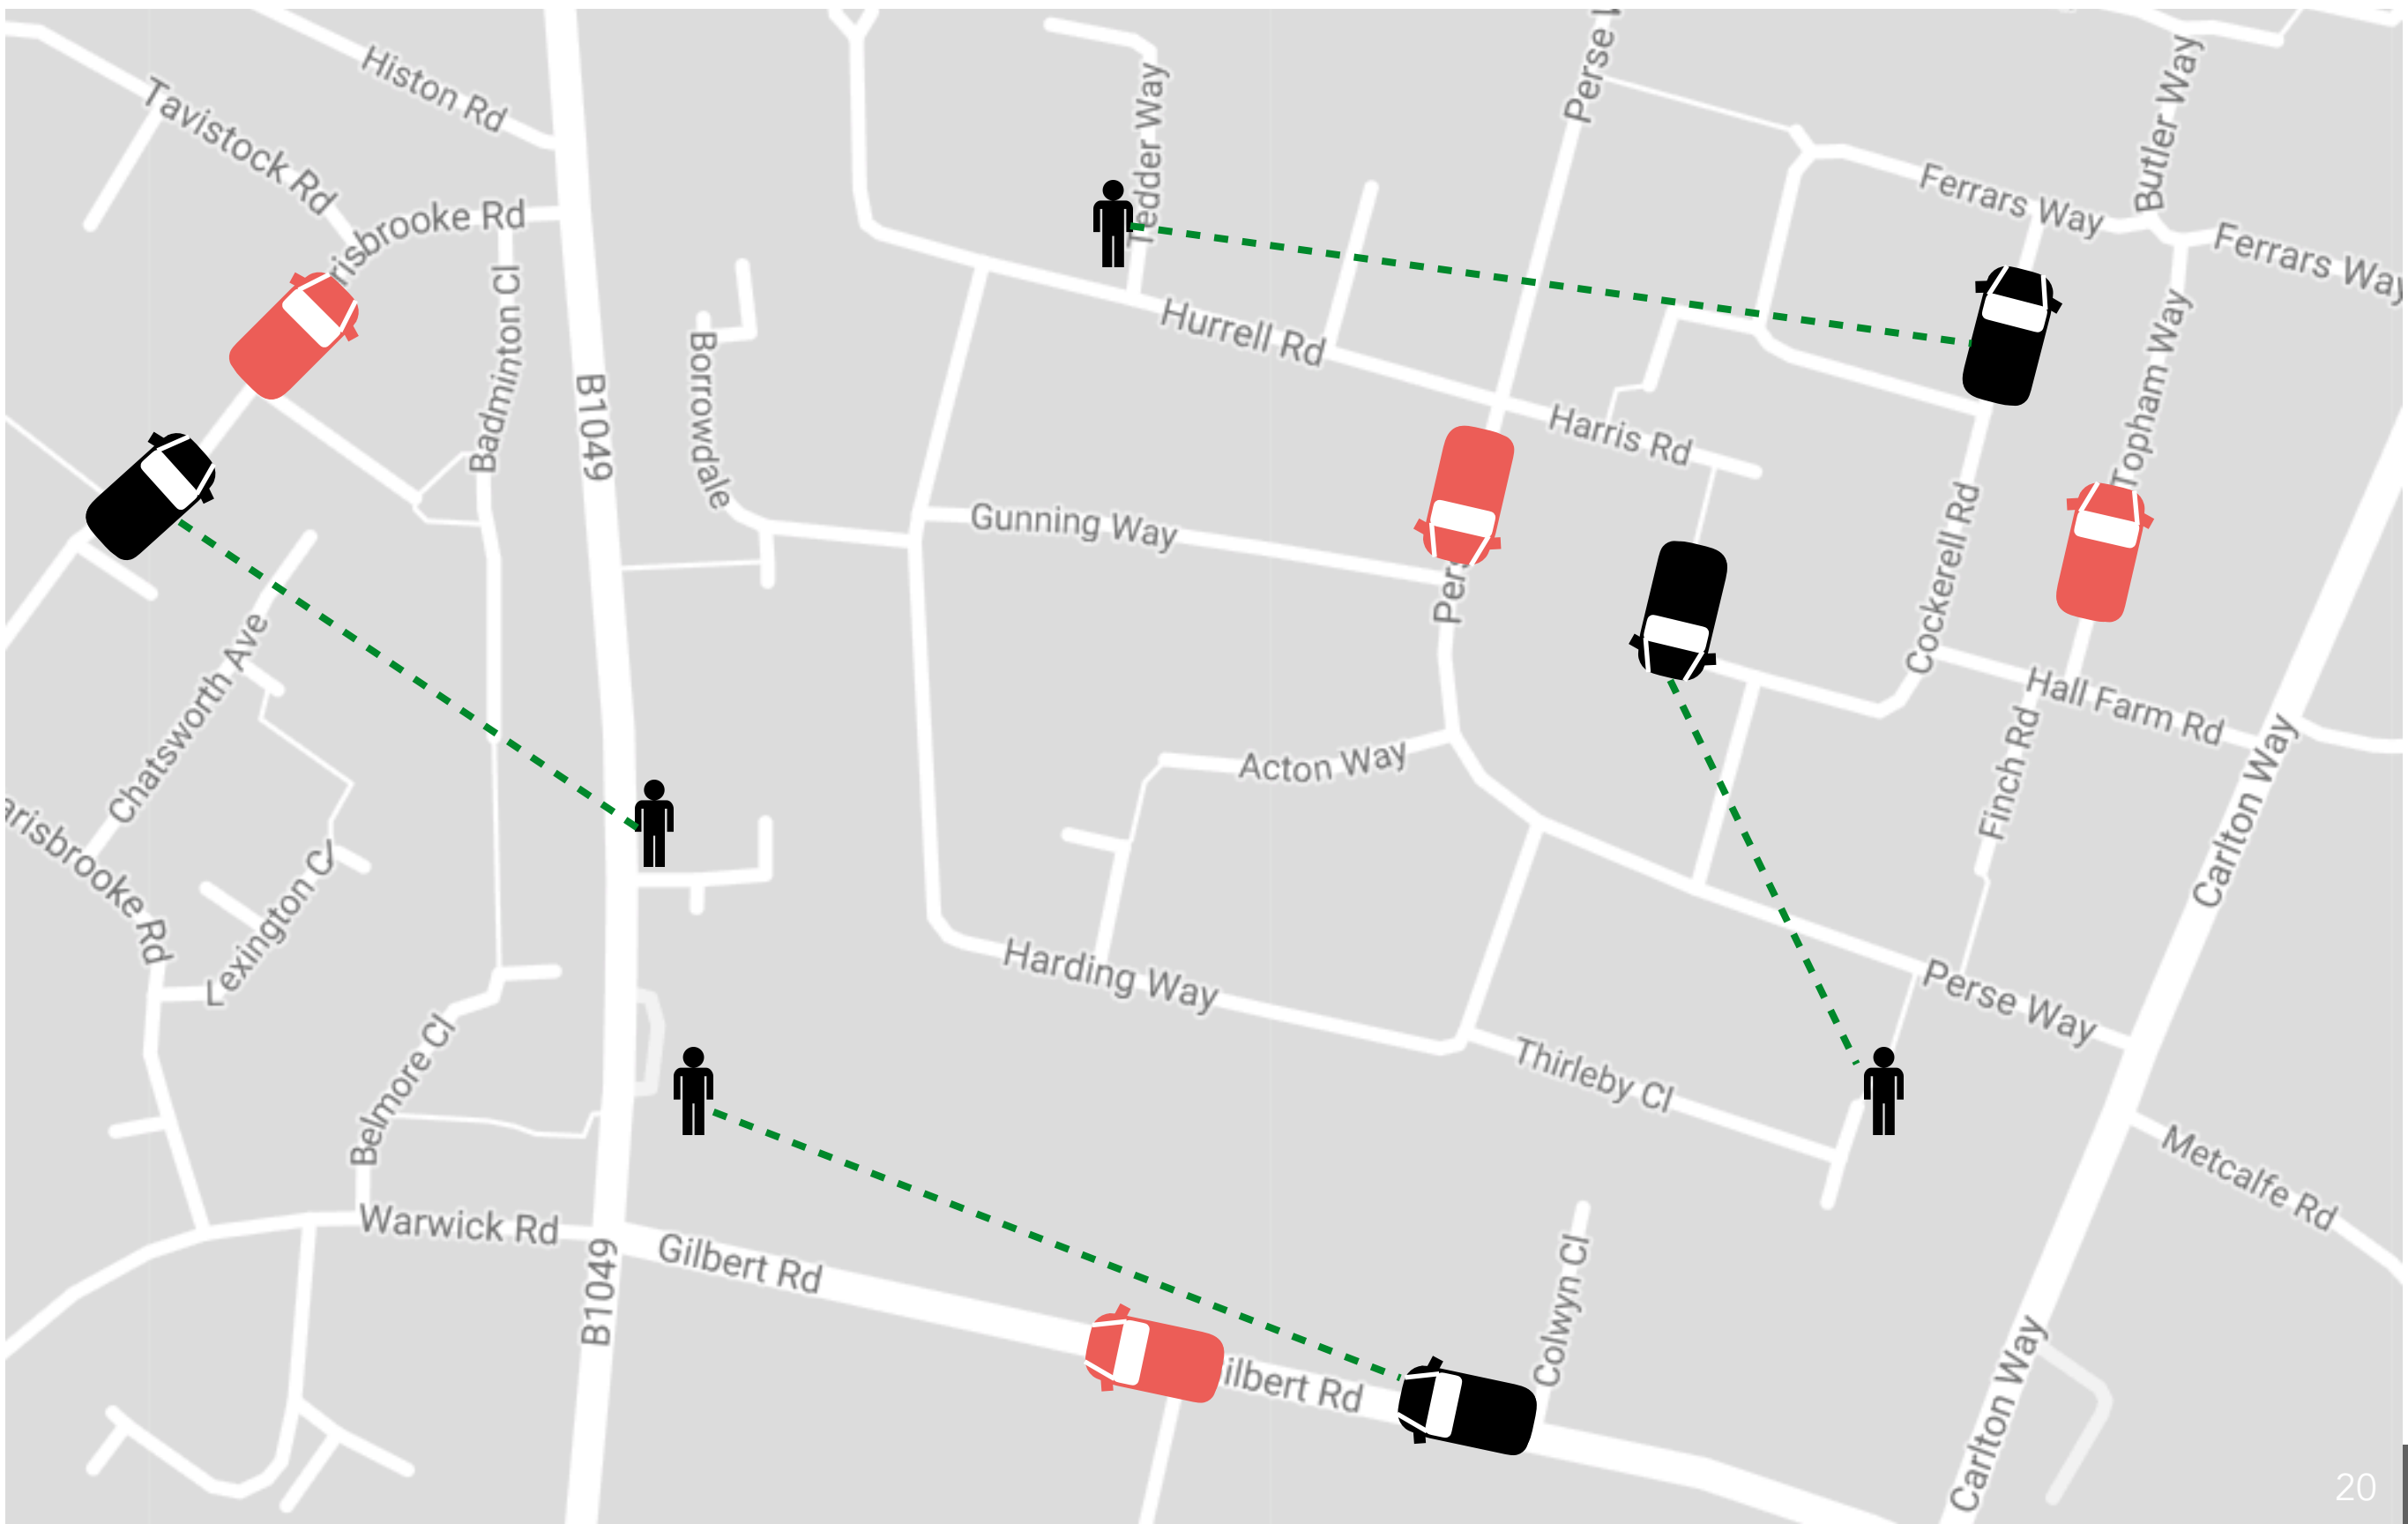 Histon Rd
Tavistock Rd
risbrooke Rd
Badminton Cl
B1049
Borrowdale
Tedder Way
Hurrell Rd
Perse
Butler Way
Ferrars Way
Ferrars Way
Topham Way
Harris Rd
Gunning Way
Per
Cockerell Rd
Hall Farm Rd
Finch Rd
Carlton Way
Chatsworth Ave
arisbrooke Rd
Lexington Cl
Acton Way
Harding Way
Perse Way
Thirleby Cl
Belmore Cl
Metcalfe Rd
Warwick Rd
Gilbert Rd
B1049
ilbert Rd
Colwyn Cl
Carlton Way
20